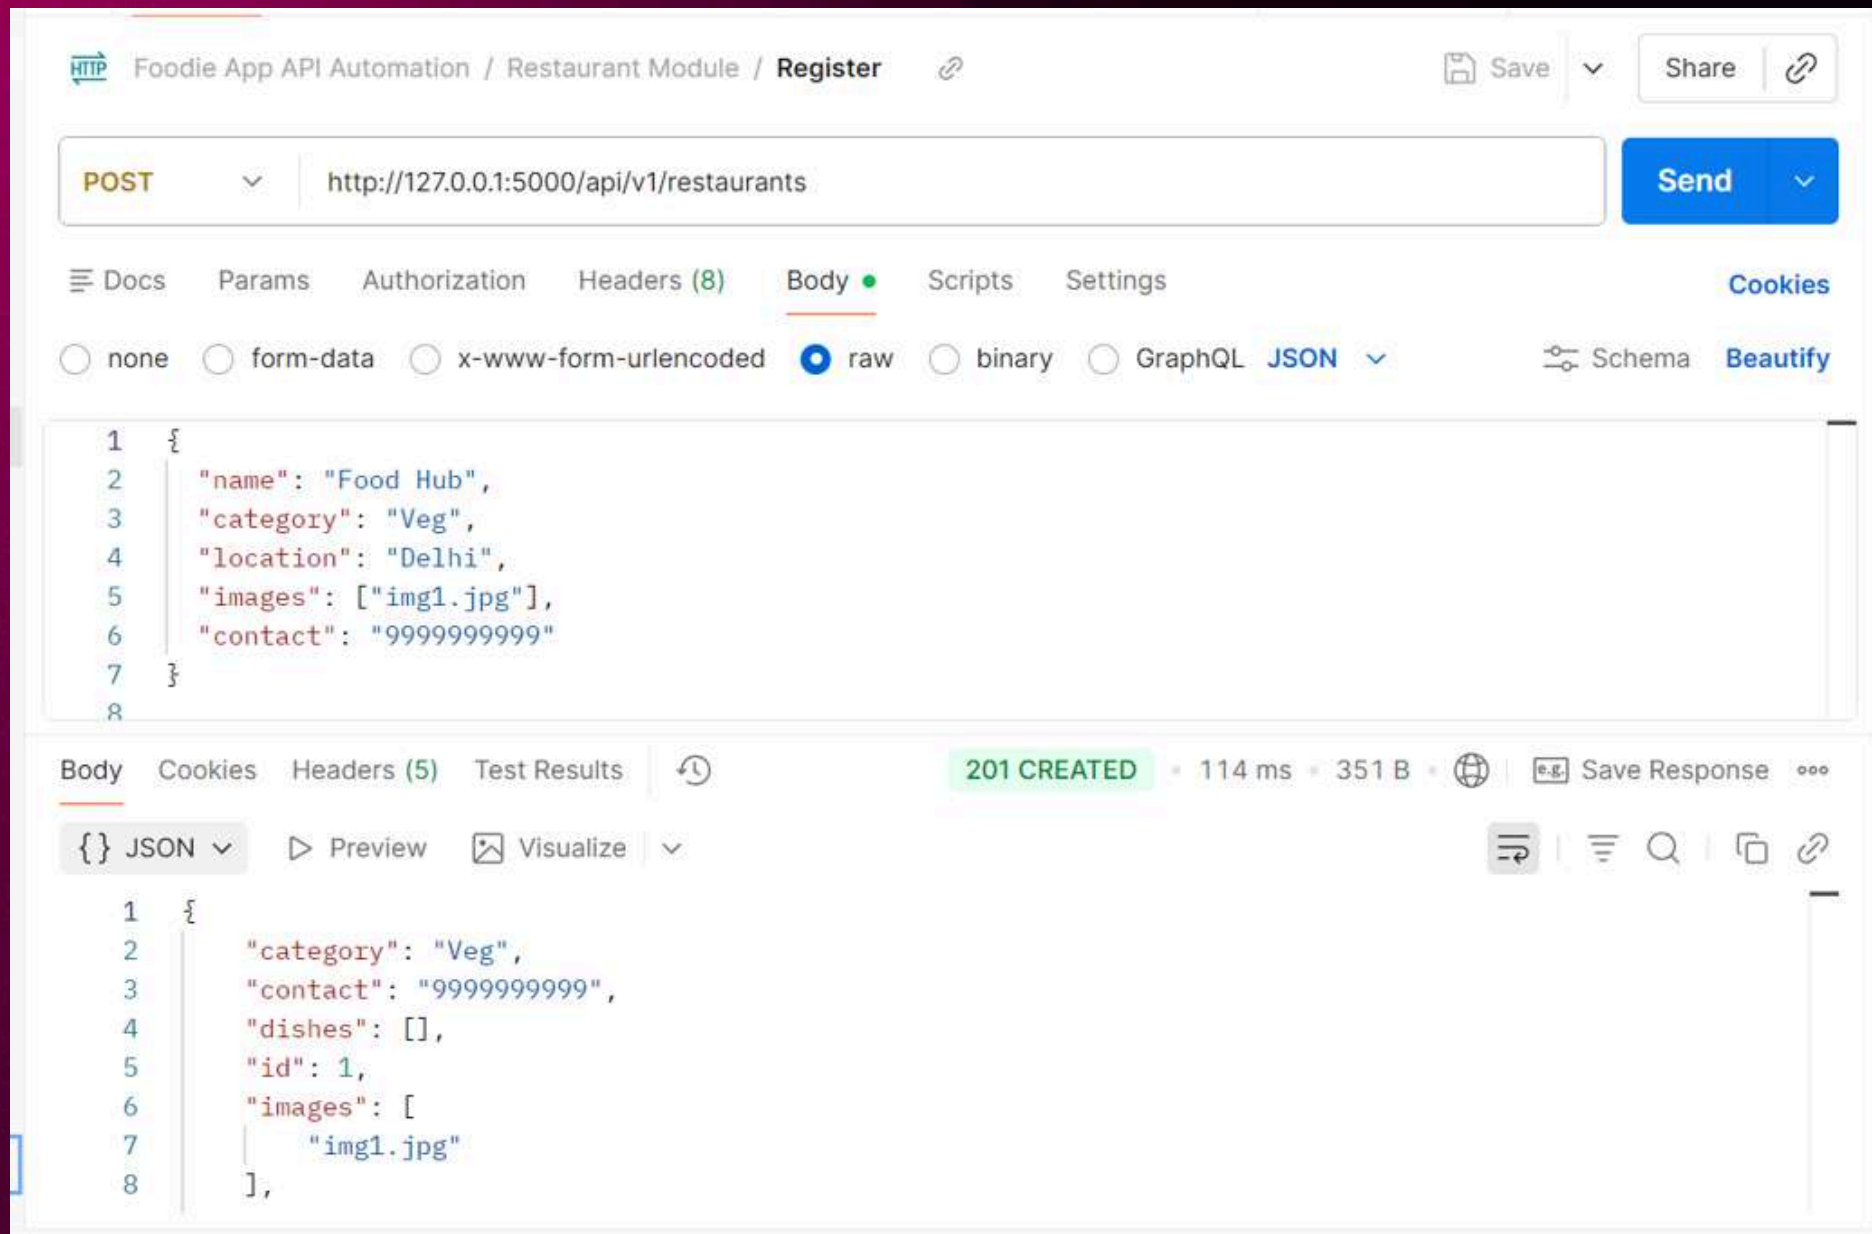 HTTP Foodie App API Automation / Restaurant Module / Register Save Share
POST http://127.0.0.1:5000/api/v1/restaurants Send
Docs Params Authorization Headers (8) Body Scripts Settings Cookies
none form-data x-www-form-urlencoded raw binary GraphQL JSON Schema Beautify
1 {
2 "name": "Food Hub",
3 "category": "Veg",
4 "location": "Delhi",
5 "images": ["img1.jpg"],
6 "contact": "9999999999"
7 }
8
Body Cookies Headers (5) Test Results 201 CREATED 114 ms 351 B e.g. Save Response
{} JSON Preview Visualize
1 {
2 "category": "Veg",
3 "contact": "9999999999",
4 "dishes": [],
5 "id": 1,
6 "images": [
7 "img1.jpg"
8 ],